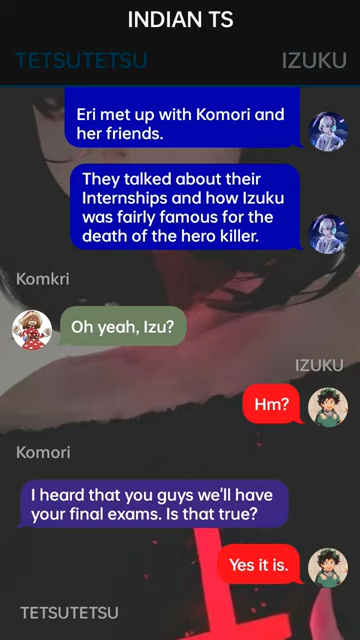 INDIAN TS
TETSUTETSU
IZUKU
Eri met up with Komori and
her friends.
They talked about their
Internships and how Izuku
was fairly famous for the
death of the hero killer.
Komkri
Oh yeah, Izu?
IZUKU
Hm?
Komori
I heard that you guys we'll have
your final exams. Is that true?
Yes it is.
TETSUTETSU